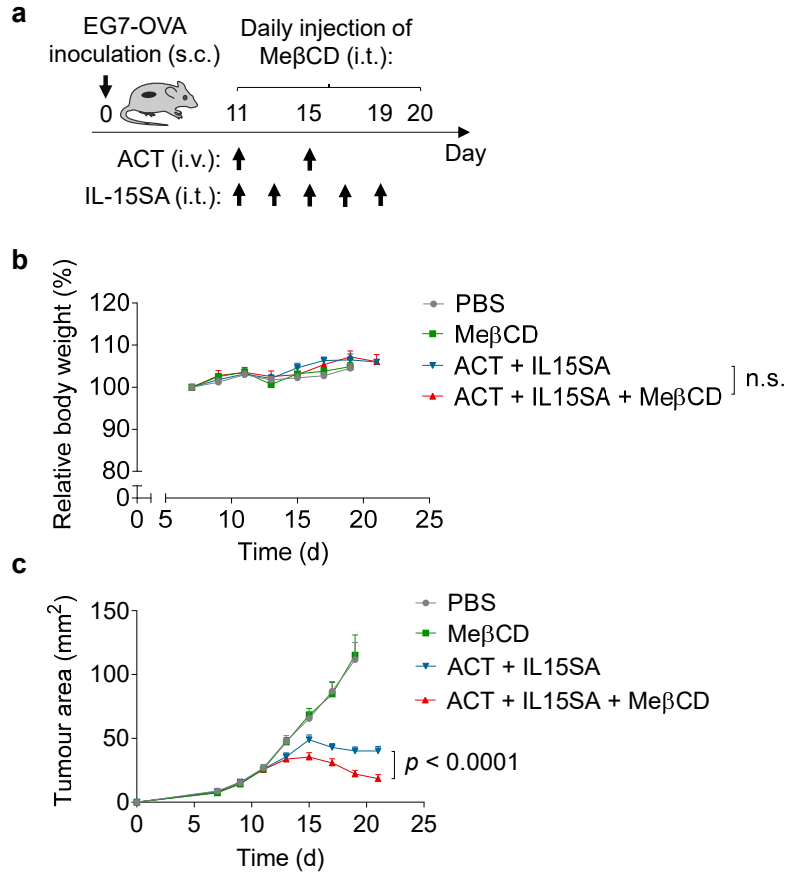 a
EG7-OVA
inoculation (s.c.)
Daily injection of
MeβCD (i.t.):
0 11 15 19 20
Day
ACT (i.v.):
IL-15SA (i.t.):
b
Relative body weight (%)
120
110
100
90
80
0
0 5 10 15 20 25
Time (d)
PBS
MeβCD
ACT + IL15SA
ACT + IL15SA + MeβCD
n.s.
c
Tumour area (mm²)
150
100
50
0
0 5 10 15 20 25
Time (d)
PBS
MeβCD
ACT + IL15SA
ACT + IL15SA + MeβCD
p < 0.0001